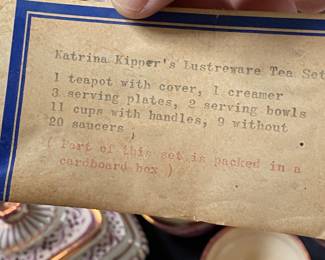 Katrina Kipper's Lustreware Tea Set
1 teapot with cover, 1 creamer
3 serving plates, 2 serving bowls
11 cups with handles, 9 without
20 saucers )
( Part of this set is packed in a
cardboard box )